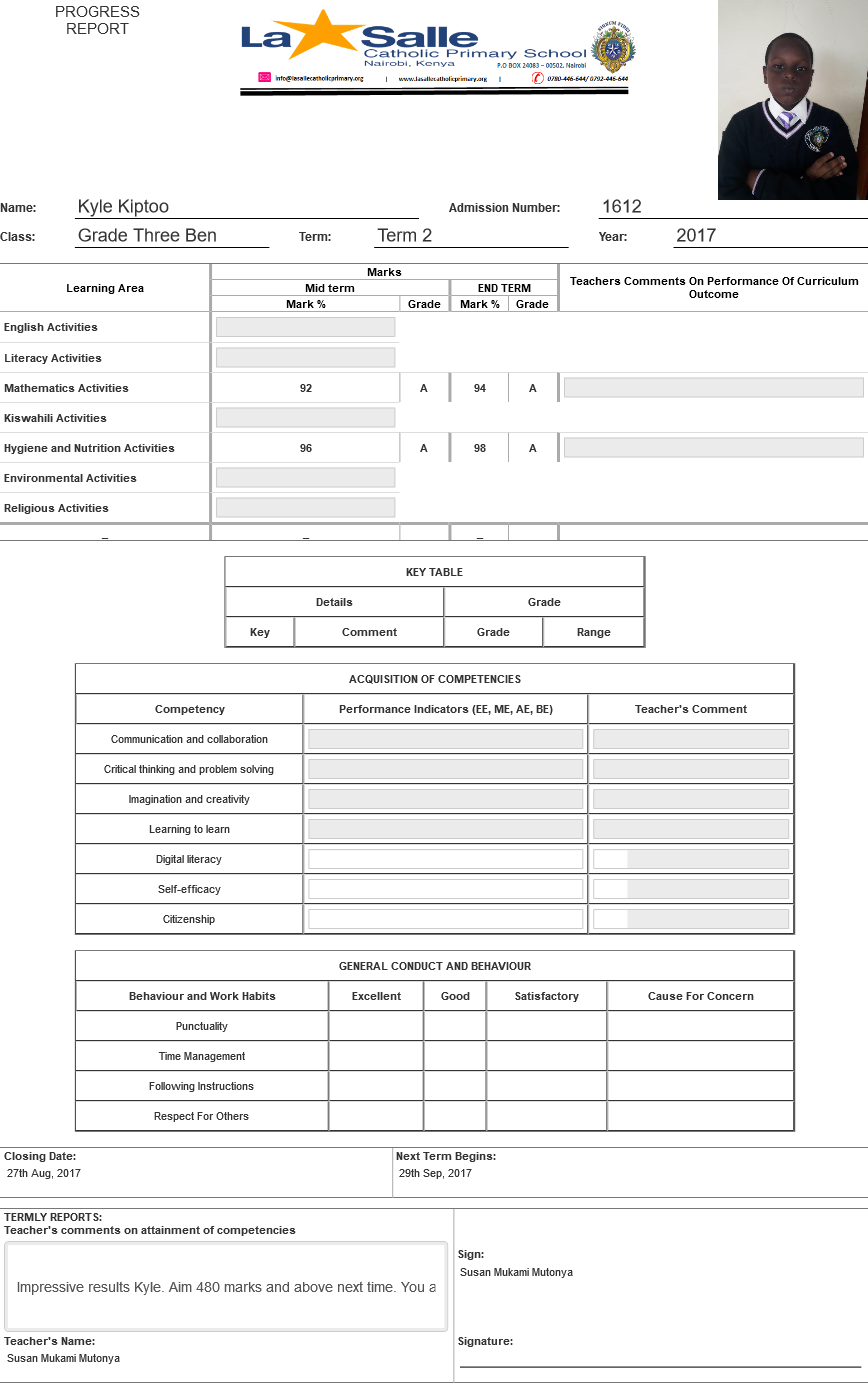 PROGRESS
REPORT
La Salle
Catholic Primary School
Nairobi, Kenya
P.O BOX 24083 – 00502, Nairobi
info@lasallecatholicprimary.org | www.lasallecatholicprimary.org | 0780-446-644/ 0792-446-644
Name: Kyle Kiptoo Admission Number: 1612
Class: Grade Three Ben Term: Term 2 Year: 2017
Learning Area Marks Teachers Comments On Performance Of Curriculum Outcome
Mid term END TERM
Mark % Grade Mark % Grade
English Activities
Literacy Activities
Mathematics Activities 92 A 94 A
Kiswahili Activities
Hygiene and Nutrition Activities 96 A 98 A
Environmental Activities
Religious Activities
_ _ _
KEY TABLE
Details Grade
Key Comment Grade Range
ACQUISITION OF COMPETENCIES
Competency Performance Indicators (EE, ME, AE, BE) Teacher's Comment
Communication and collaboration
Critical thinking and problem solving
Imagination and creativity
Learning to learn
Digital literacy
Self-efficacy
Citizenship
GENERAL CONDUCT AND BEHAVIOUR
Behaviour and Work Habits Excellent Good Satisfactory Cause For Concern
Punctuality
Time Management
Following Instructions
Respect For Others
Closing Date: Next Term Begins:
27th Aug, 2017 29th Sep, 2017
TERMLY REPORTS:
Teacher's comments on attainment of competencies
Impressive results Kyle. Aim 480 marks and above next time. You a
Sign:
Susan Mukami Mutonya
Teacher's Name:
Susan Mukami Mutonya
Signature: